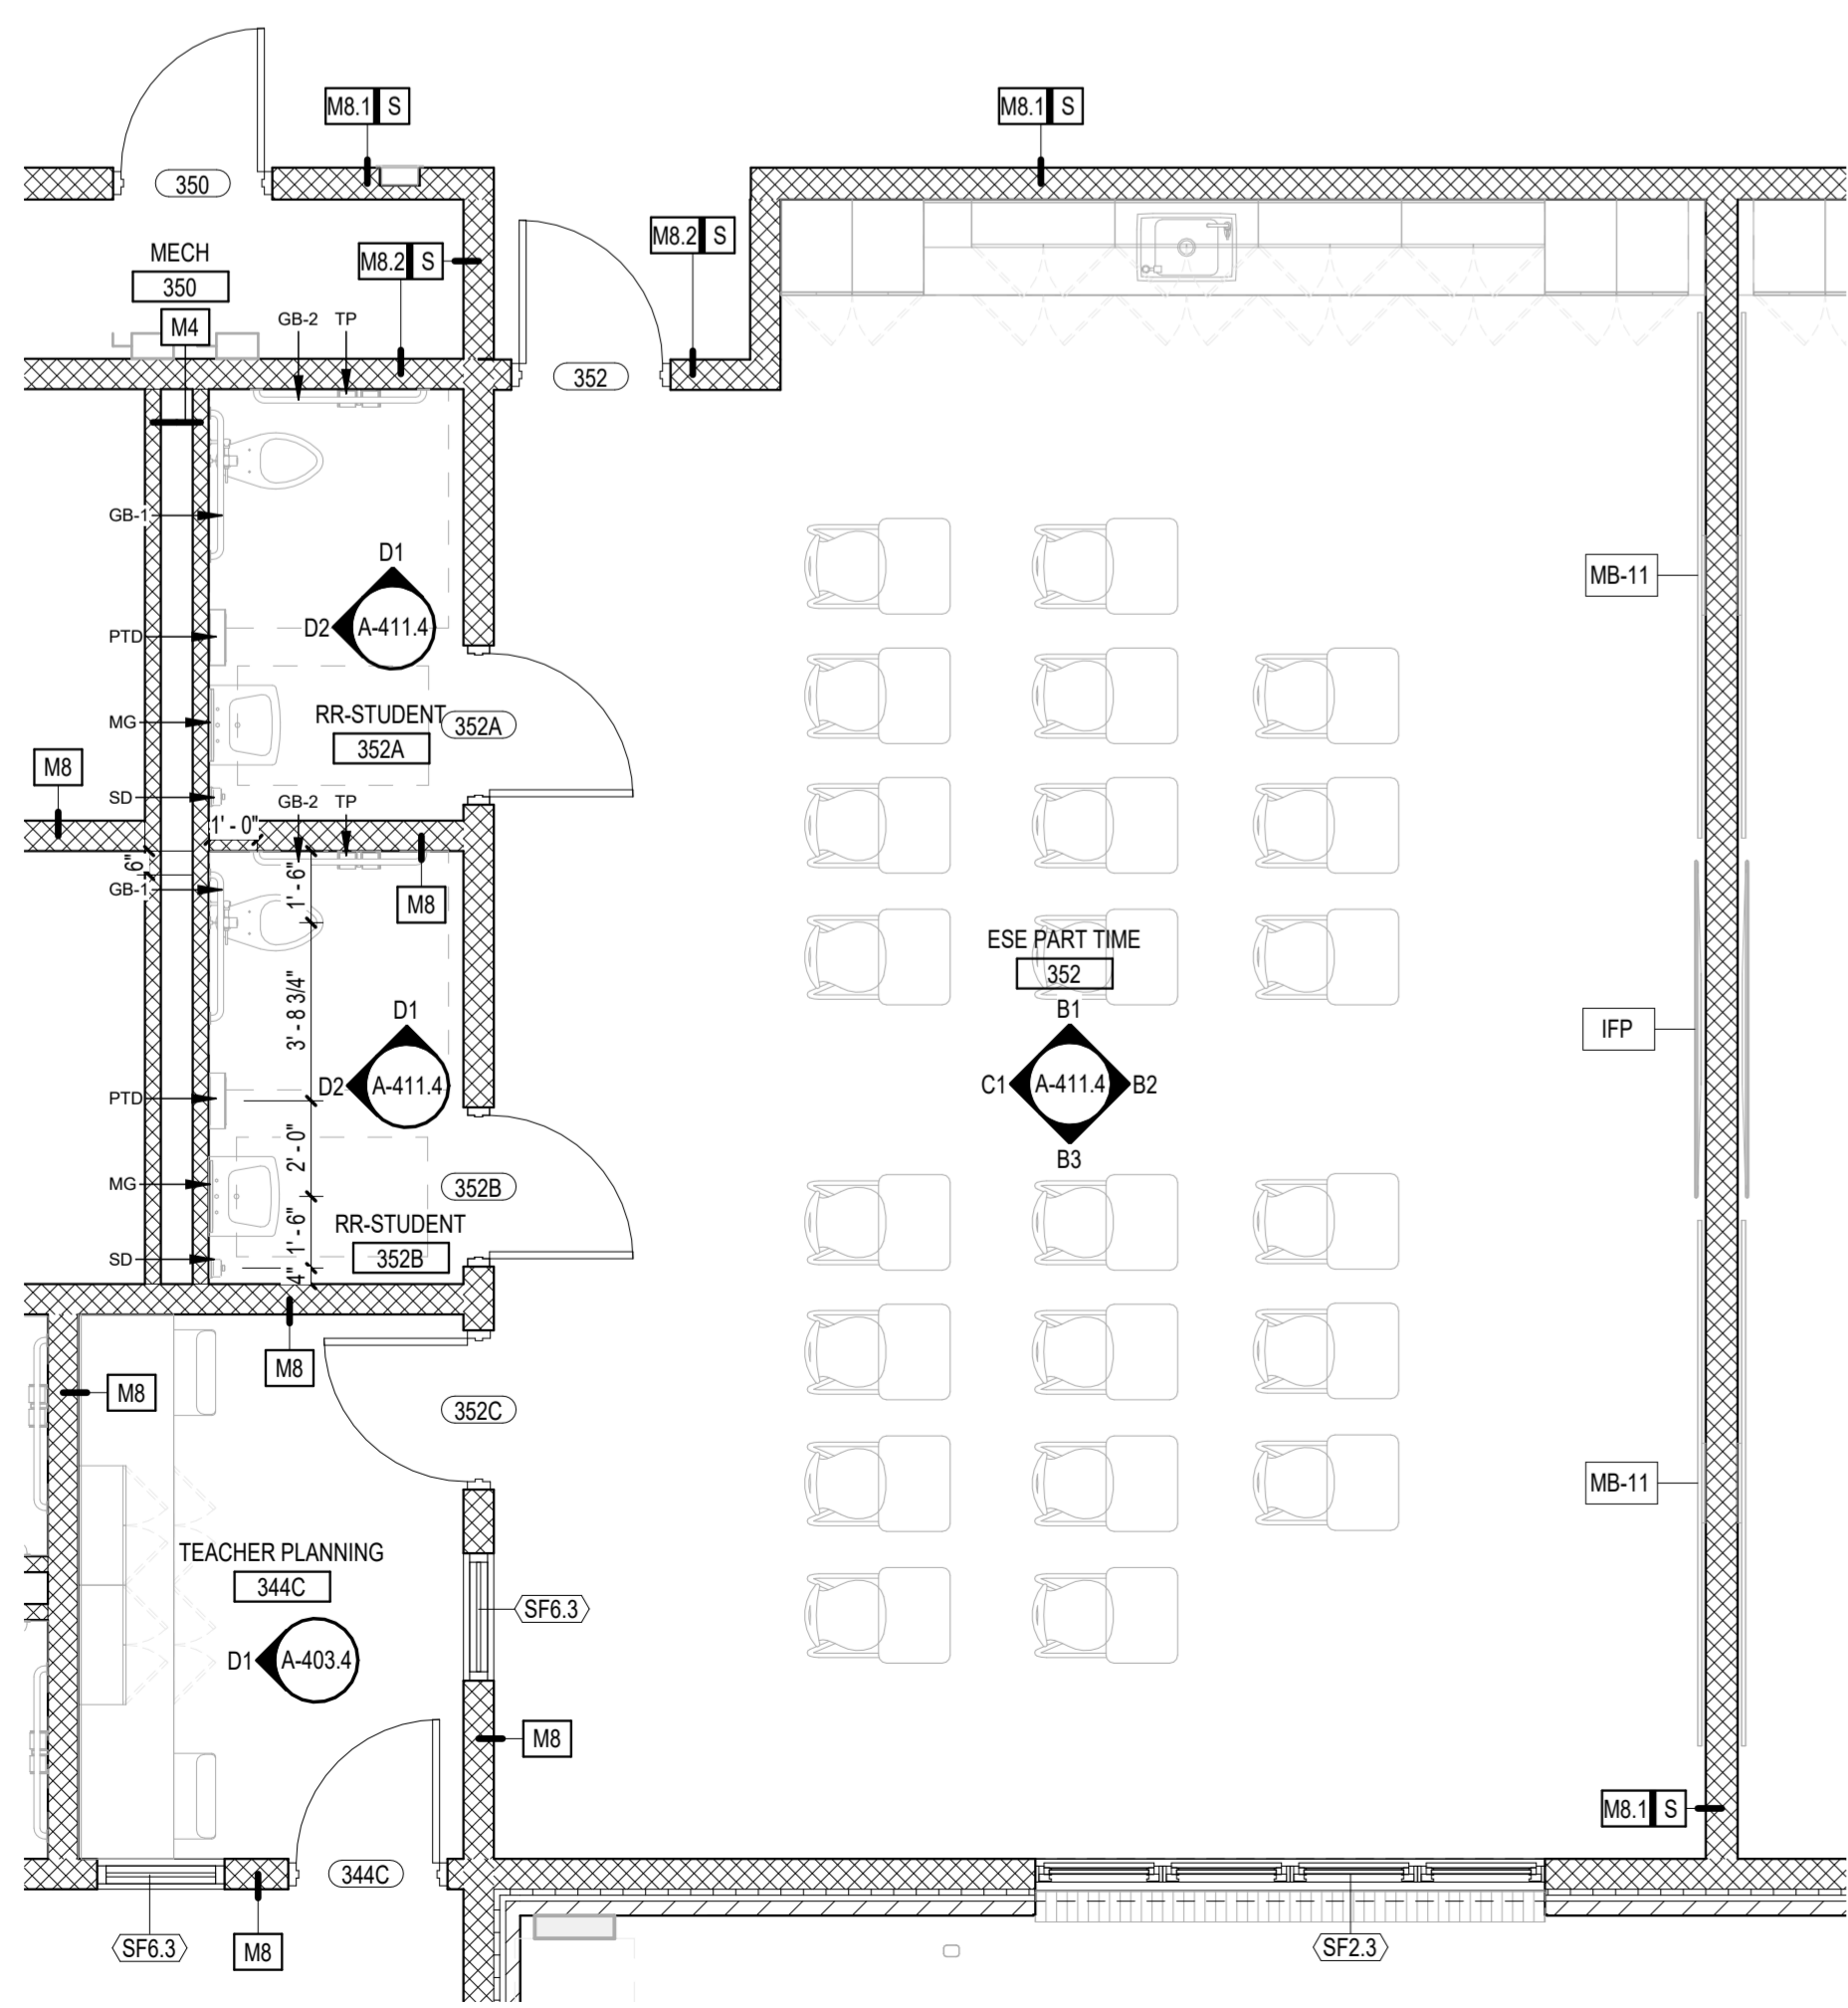 M8.1 S
M8.1 S
350
M8.2 S
M8.2 S
MECH
350
M4
GB-2 TP
352
GB-1
D1
D2 A-411.4
PTD
MB-11
MG
RR-STUDENT
352A
352A
M8
SD
GB-2 TP
1' - 0"
6"
GB-1
1' - 6"
M8
ESE PART TIME
352
B1
C1 A-411.4 B2
B3
IFP
3' - 8 3/4"
D1
D2 A-411.4
PTD
2' - 0"
MG
352B
1' - 6"
RR-STUDENT
352B
SD
4"
M8
M8
352C
MB-11
TEACHER PLANNING
344C
SF6.3
D1 A-403.4
M8
M8.1 S
344C
SF6.3
M8
SF2.3